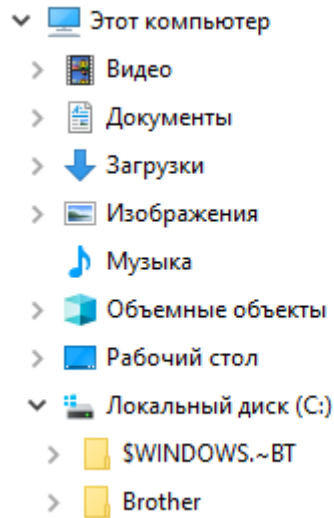 Этот компьютер
Видео
Документы
Загрузки
Изображения
Музыка
Объемные объекты
Рабочий стол
Локальный диск (C:)
$WINDOWS.~BT
Brother